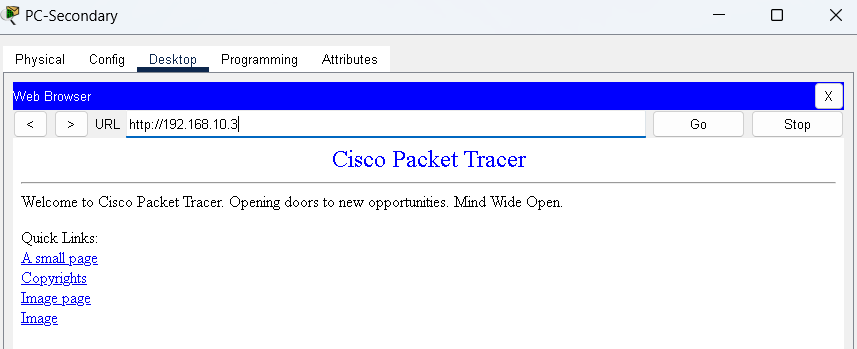 PC-Secondary
Physical Config Desktop Programming Attributes
Web Browser X
< > URL http://192.168.10.3 Go Stop
Cisco Packet Tracer
Welcome to Cisco Packet Tracer. Opening doors to new opportunities. Mind Wide Open.
Quick Links:
A small page
Copyrights
Image page
Image